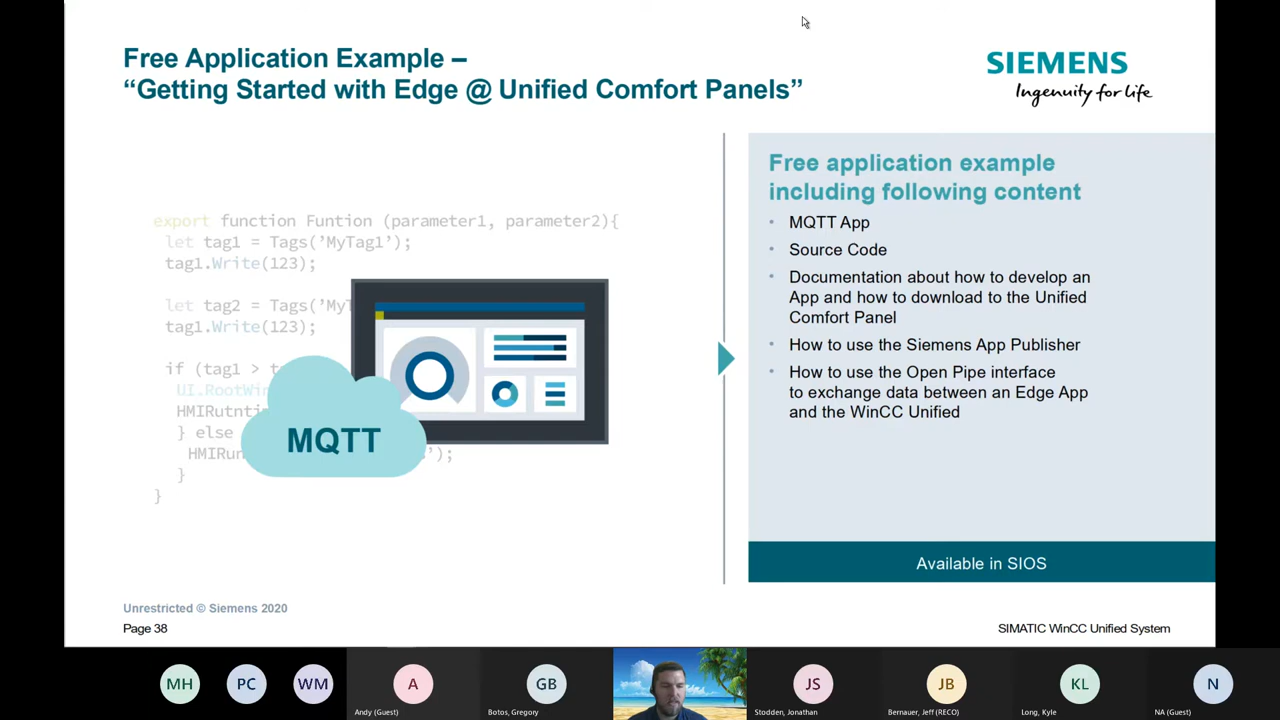 Free Application Example –
“Getting Started with Edge @ Unified Comfort Panels”
SIEMENS
Ingenuity for life
export function Funtion (parameter1, parameter2){
let tag1 = Tags('MyTag1');
tag1.Write(123);
let tag2 = Tags('MyT
tag1.Write(123);
if (tag1 > t
UI.RootWin
HMIRutnti
} else
HMIRun
');
}
}
MQTT
Free application example
including following content
• MQTT App
• Source Code
• Documentation about how to develop an
App and how to download to the Unified
Comfort Panel
• How to use the Siemens App Publisher
• How to use the Open Pipe interface
to exchange data between an Edge App
and the WinCC Unified
Available in SIOS
Unrestricted © Siemens 2020
Page 38
SIMATIC WinCC Unified System
MH
PC
WM
A
Andy (Guest)
GB
Botos, Gregory
JS
Stodden, Jonathan
JB
Bernauer, Jeff (RECO)
KL
Long, Kyle
N
NA (Guest)